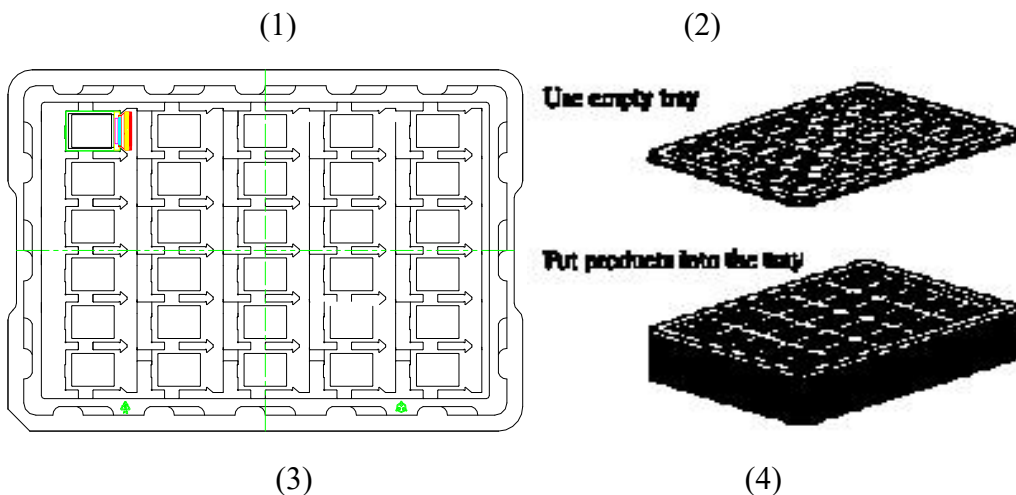 (1) (2)
Use empty tray
Put products into the tray
(3) (4)